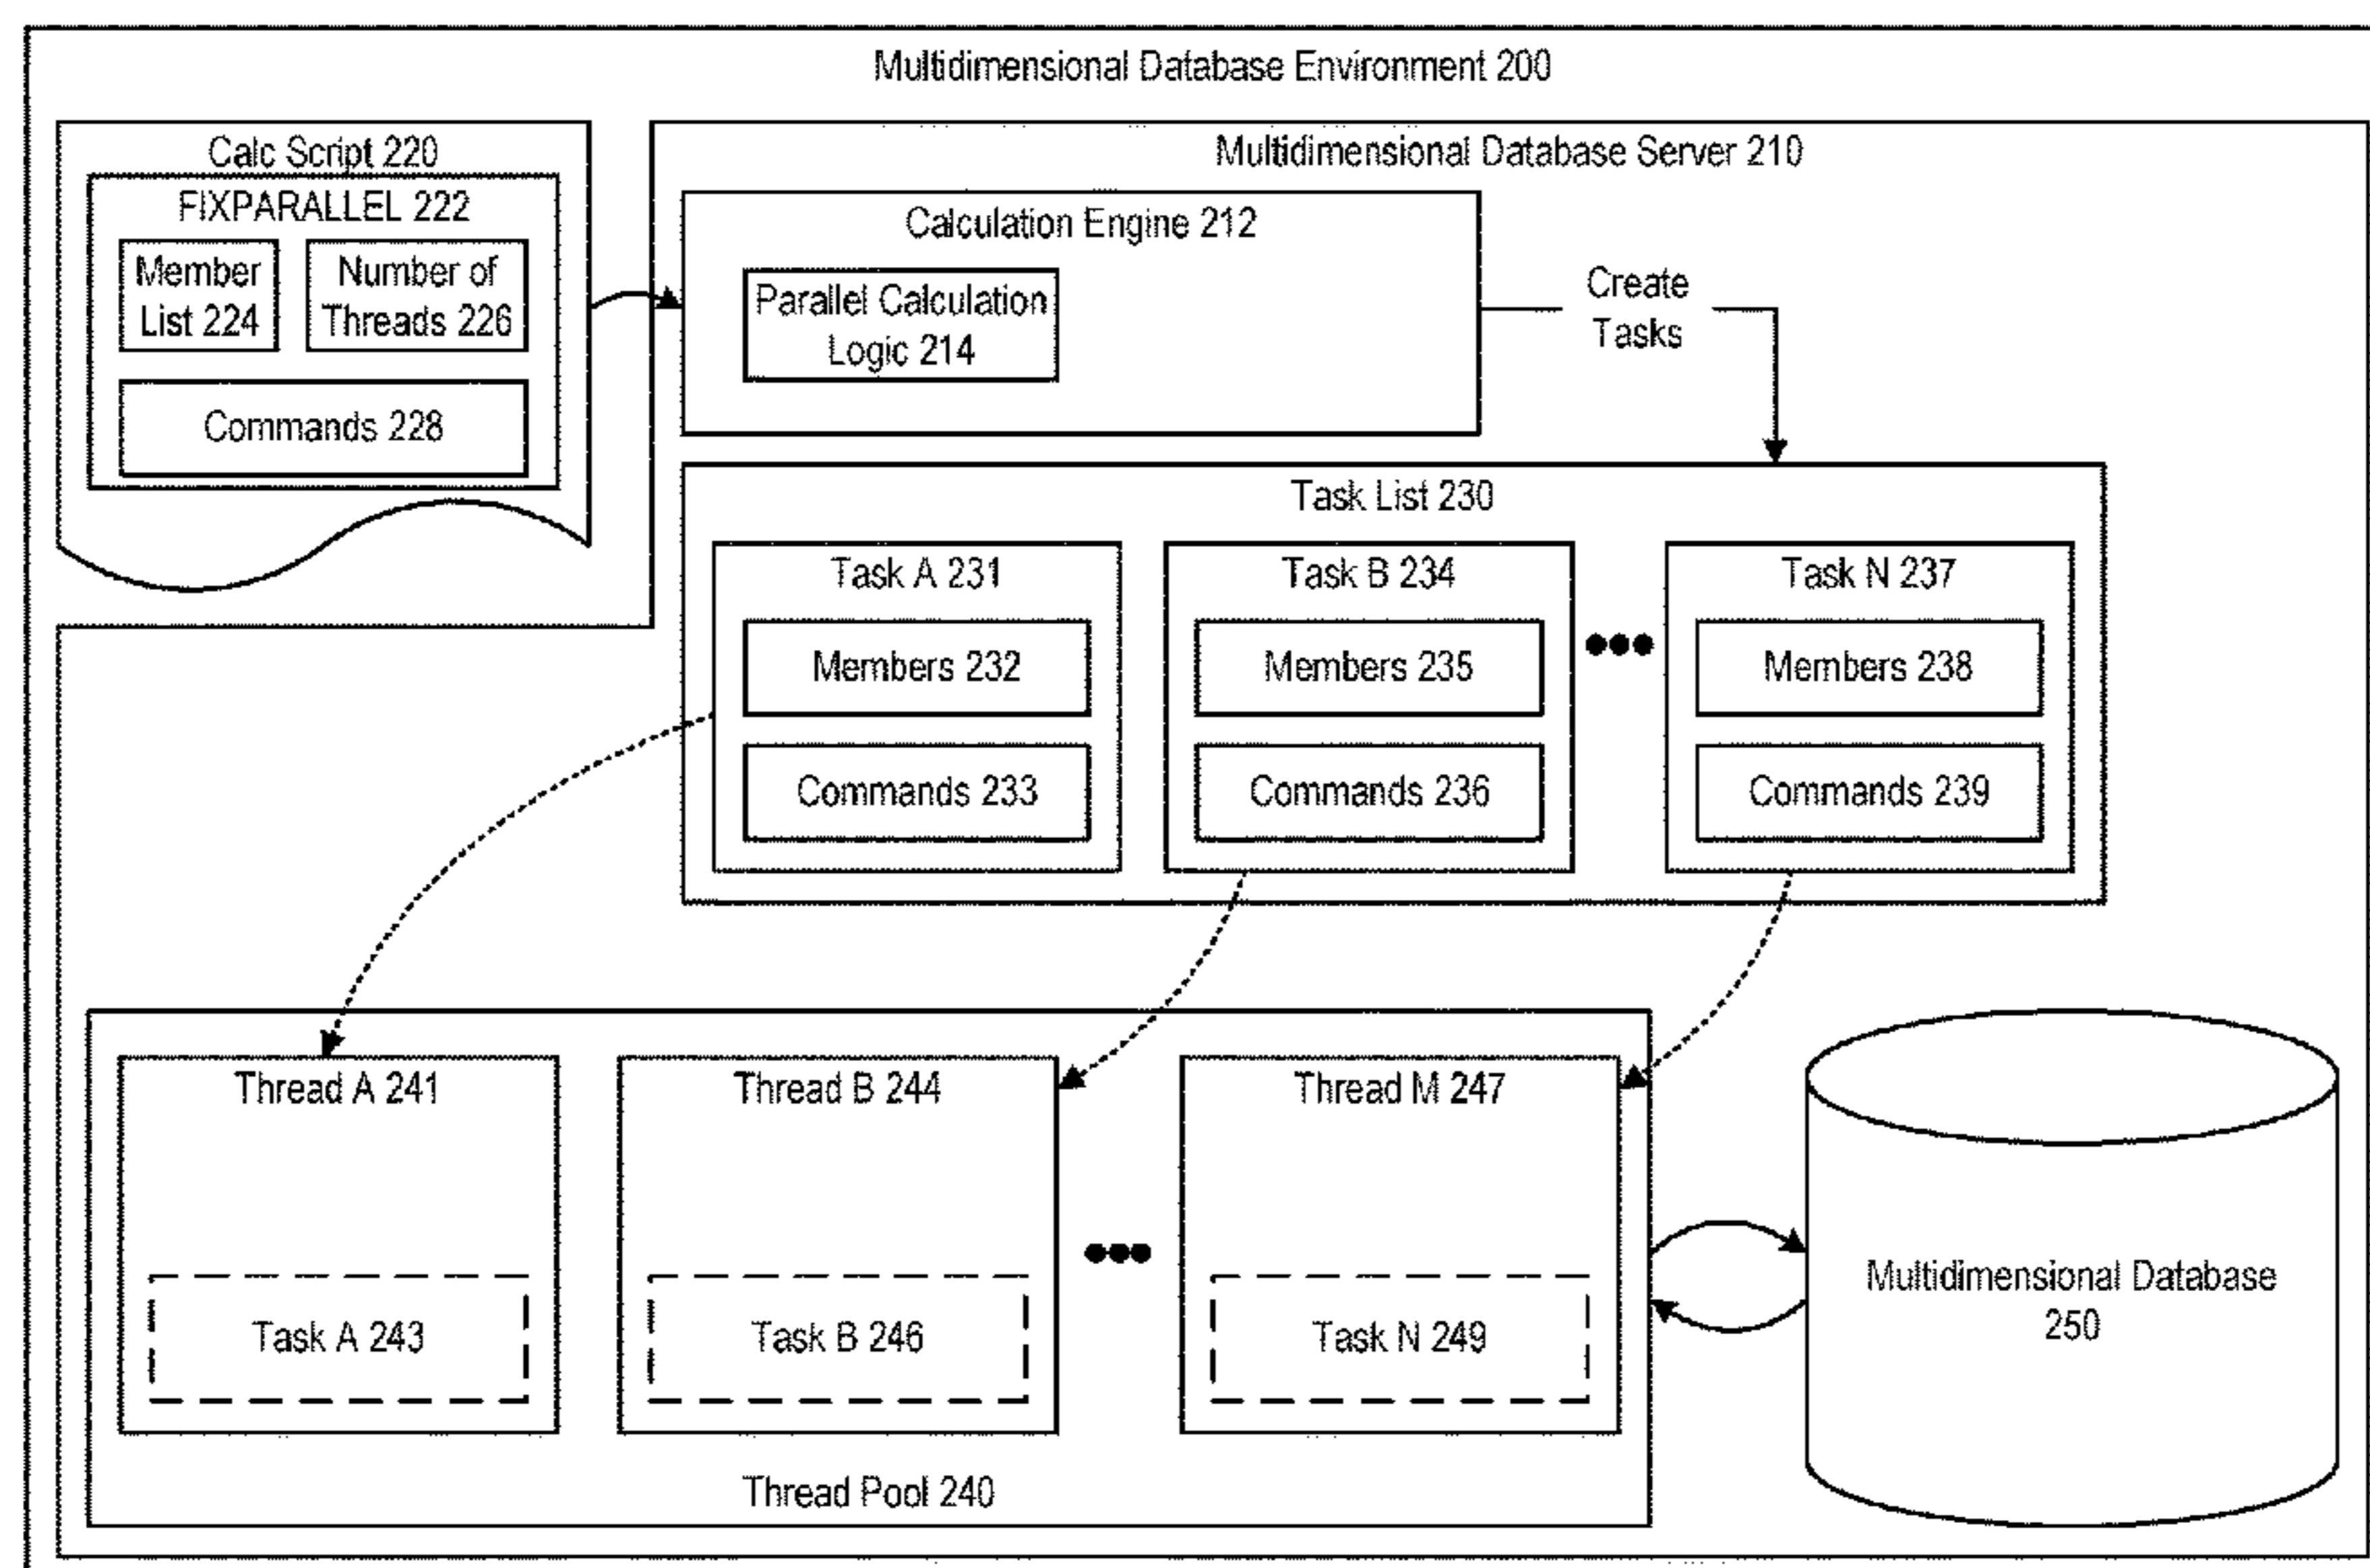 Multidimensional Database Environment 200
Calc Script 220
FIXPARALLEL 222
Member
List 224
Number of
Threads 226
Commands 228
Multidimensional Database Server 210
Calculation Engine 212
Parallel Calculation
Logic 214
Create
Tasks
Task List 230
Task A 231
Members 232
Commands 233
Task B 234
Members 235
Commands 236
Task N 237
Members 238
Commands 239
Thread A 241
Task A 243
Thread B 244
Task B 246
Thread M 247
Task N 249
Thread Pool 240
Multidimensional Database
250